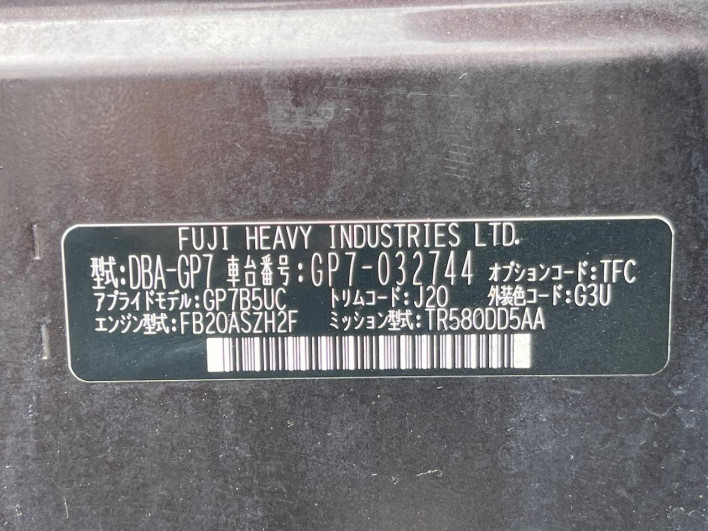 FUJI HEAVY INDUSTRIES LTD.
型式:DBA-GP7 車台番号:GP7-032744 オプションコード:TFC
アプライドモデル:GP7B5UC トリムコード:J20 外装色コード:G3U
エンジン型式:FB20ASZH2F ミッション型式:TR580DD5AA